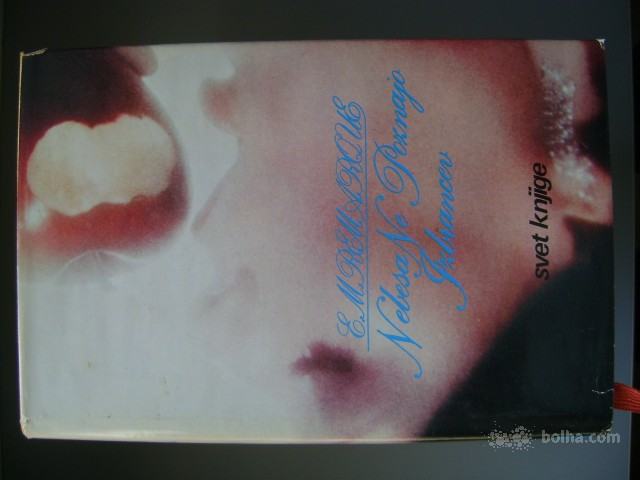 E.M. REMARQUE
Nebesa Ne Poznajo
Izbrancev
svet knjige
bolha.com